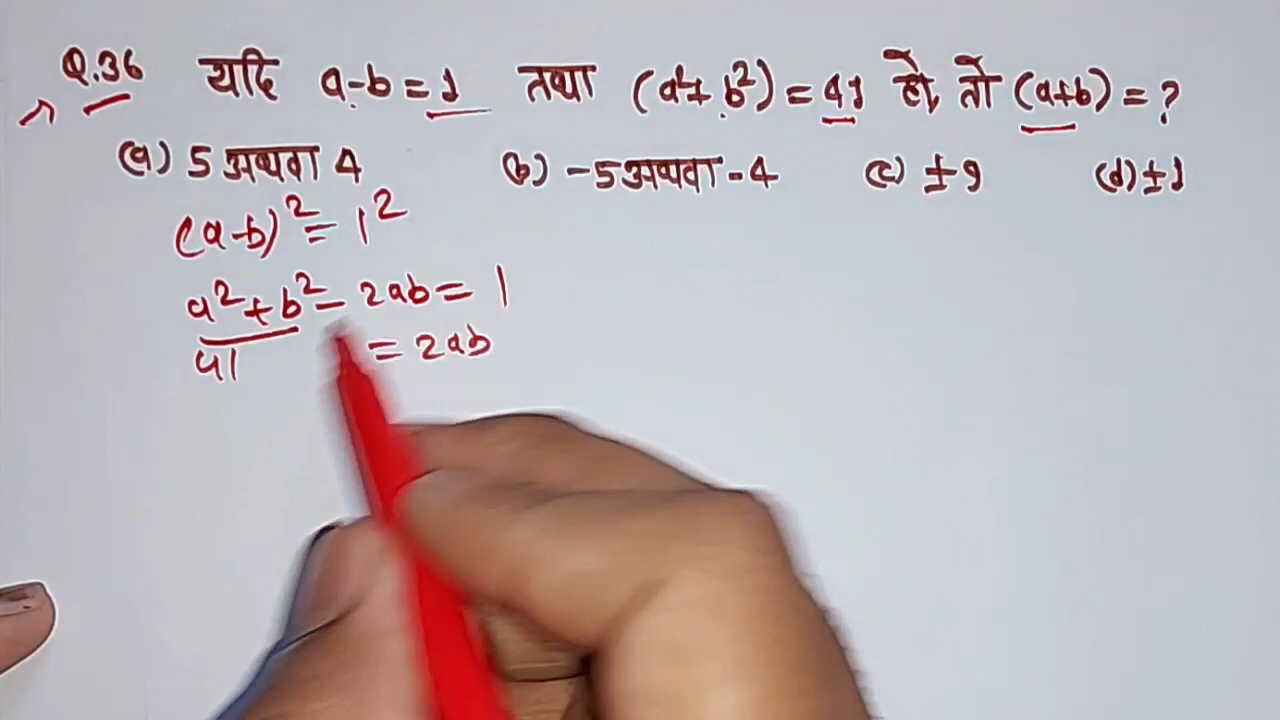 Q.36 यदि a-b = 1 तथा (a²+ b²) = 41 हो, तो (a+b) = ?
(a) 5 अथवा 4 (b) -5 अथवा -4 (c) ±9 (d) ±1
(a-b)² = 1²
a² + b² - 2ab = 1
41 = 2ab